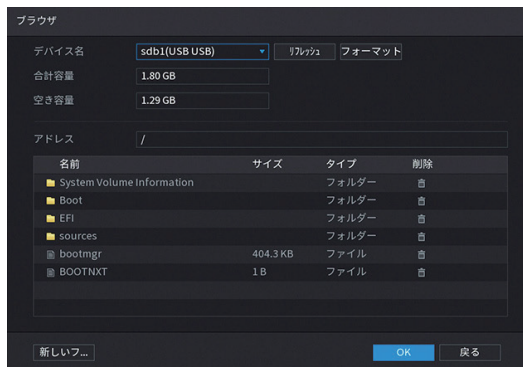 ブラウザ
デバイス名 sdb1(USB USB) リフレッシュ フォーマット
合計容量 1.80 GB
空き容量 1.29 GB
アドレス /
名前 サイズ タイプ 削除
System Volume Information フォルダー
Boot フォルダー
EFI フォルダー
sources フォルダー
bootmgr 404.3 KB ファイル
BOOTNXT 1 B ファイル
新しいフ... OK 戻る